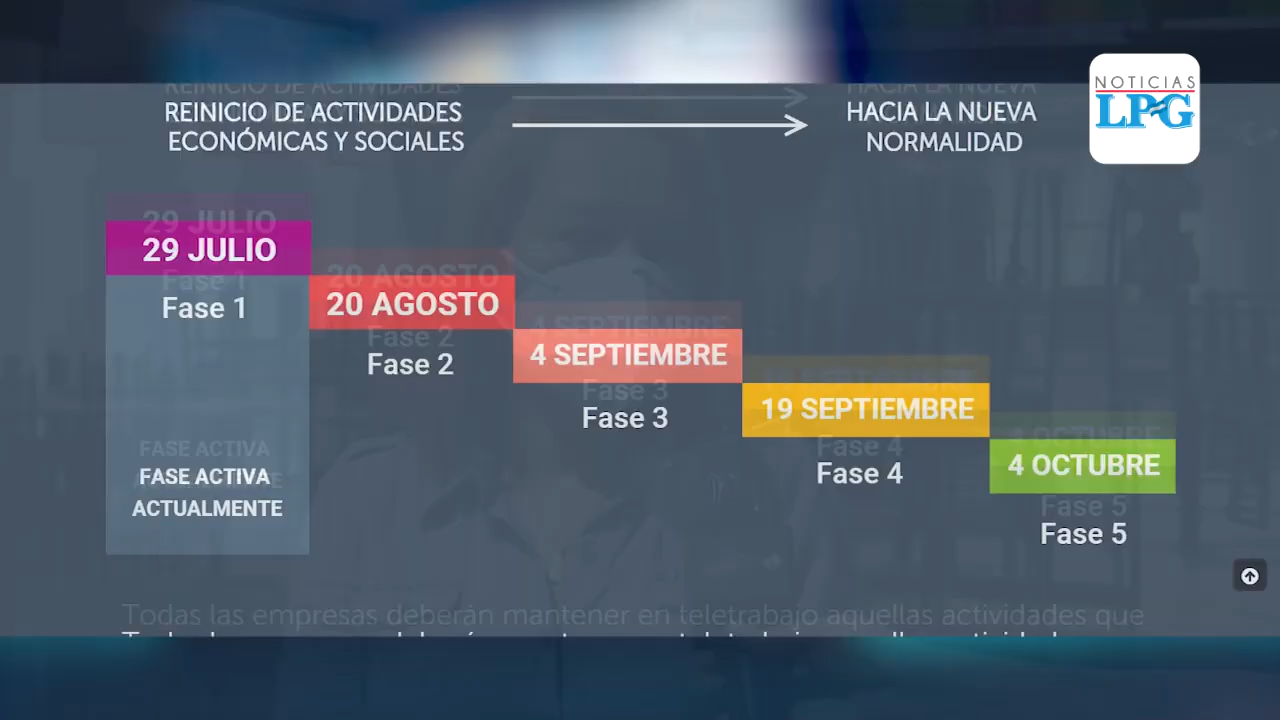 REINICIO DE ACTIVIDADES
ECONÓMICAS Y SOCIALES
HACIA LA NUEVA
NORMALIDAD
NOTICIAS
LPG
29 JULIO
Fase 1
FASE ACTIVA
ACTUALMENTE
20 AGOSTO
Fase 2
4 SEPTIEMBRE
Fase 3
19 SEPTIEMBRE
Fase 4
4 OCTUBRE
Fase 5
Todas las empresas deberán mantener en teletrabajo aquellas actividades que